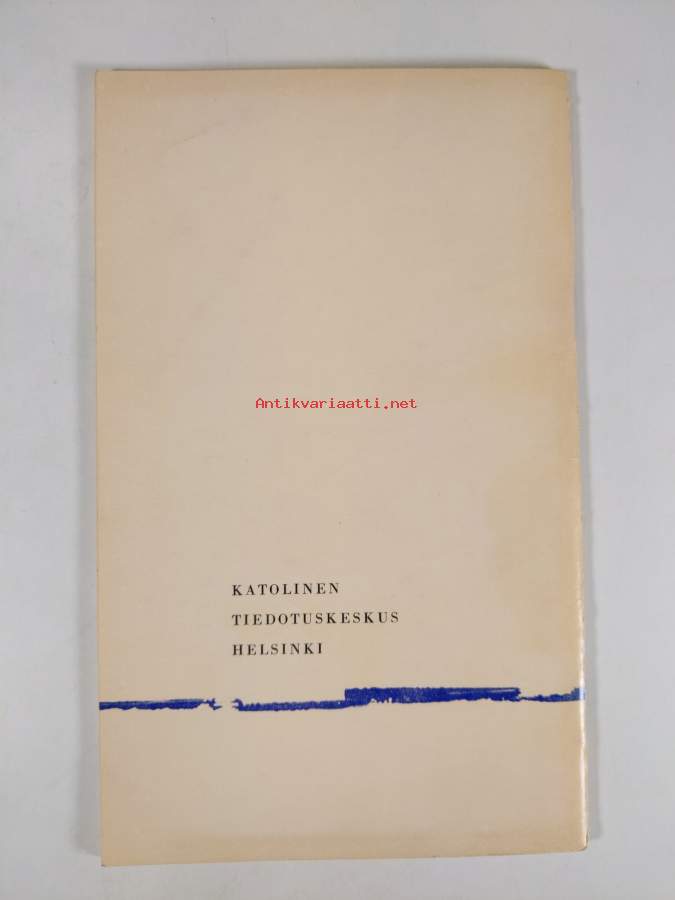 Antikvariaatti.net
KATOLINEN
TIEDOTUSKESKUS
HELSINKI